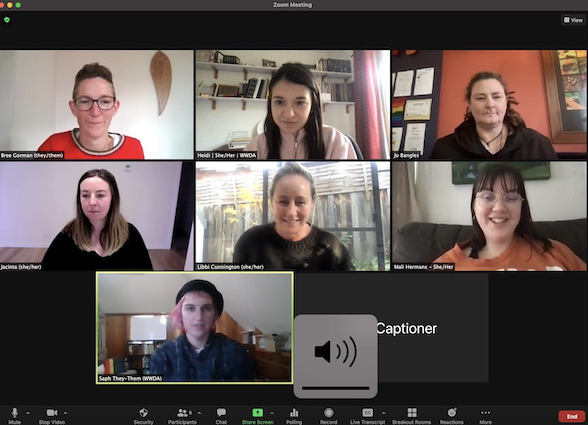 Zoom Meeting
View
Bree Gorman (they/them)
Heidi | She/Her | WWDA
Jo Bangles
Jacinta (she/her)
Libbi Cunnington (she/her)
Mali Hermans ~ She/Her
Saph They~Them (WWDA)
Captioner
Mute
Stop Video
Security
Participants
Chat
Share Screen
Polling
Record
Live Transcript
Breakout Rooms
Reactions
More
End